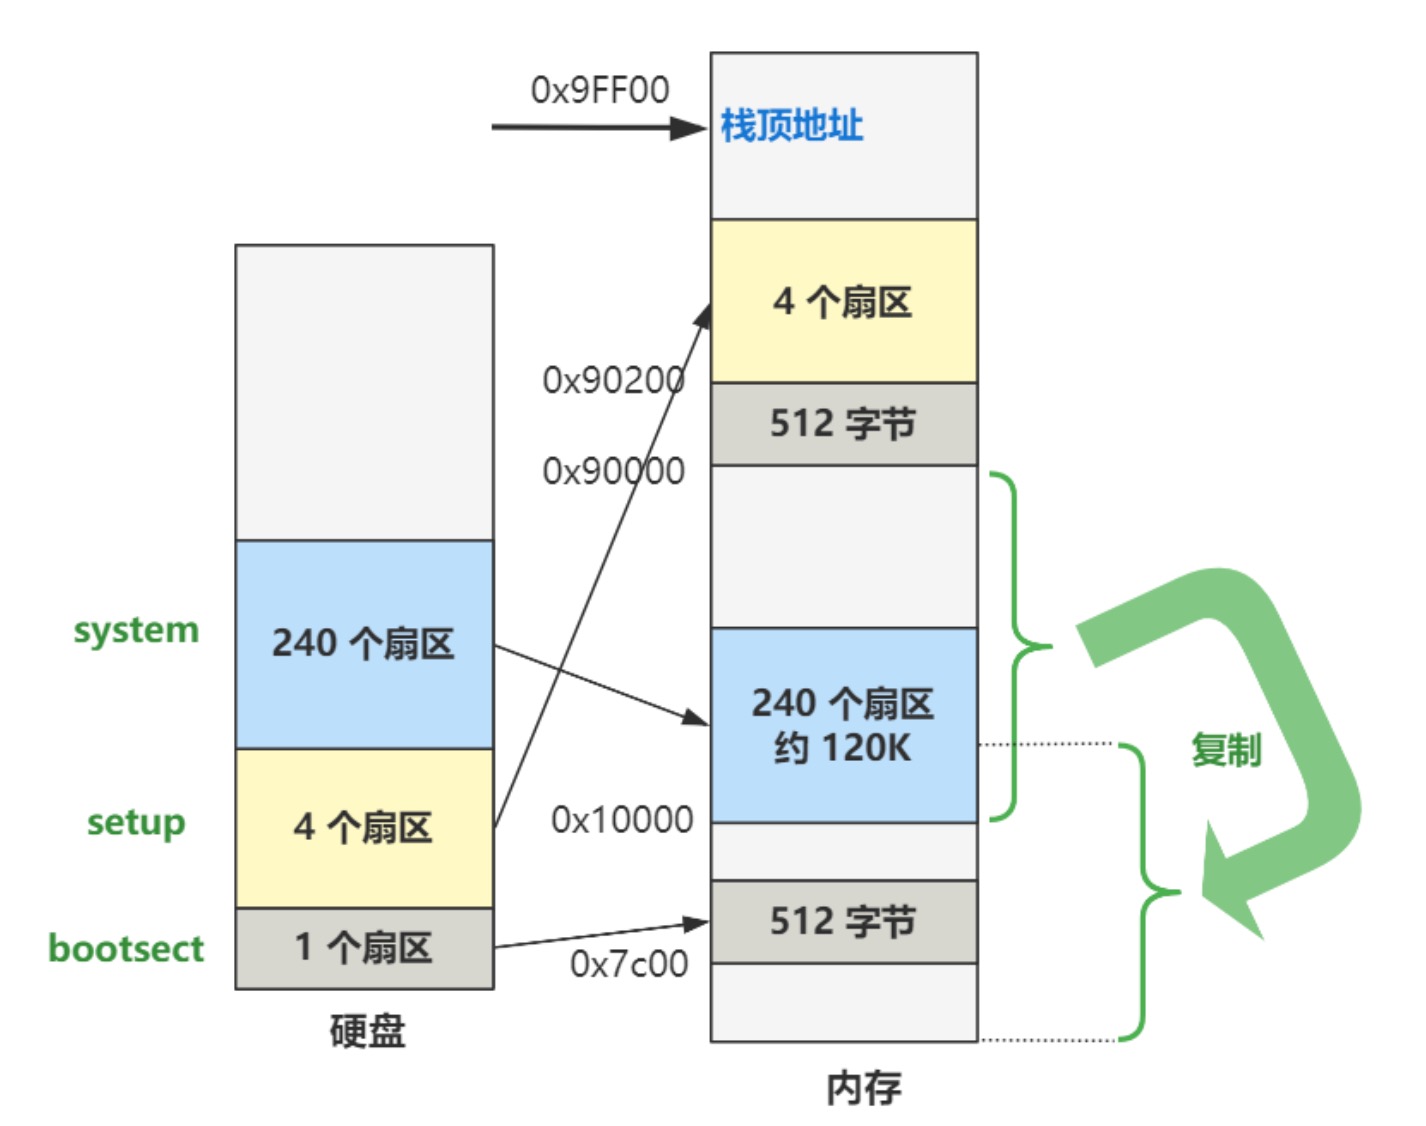 0x9FF00
栈顶地址
4 个扇区
0x90200
512 字节
0x90000
system
240 个扇区
240 个扇区
约 120K
复制
setup
4 个扇区
0x10000
512 字节
bootsect
1 个扇区
0x7c00
硬盘
内存